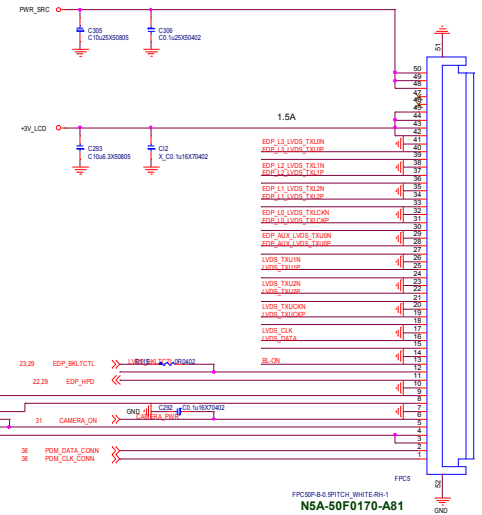 PWR_SRC
C305
C10u25X50805
C306
C0.1u25X50402
51
50
49
48
47
46
45
44
43
42
41
40
39
38
37
36
35
34
33
32
31
30
29
28
27
26
25
24
23
22
21
20
19
18
17
16
15
14
13
12
11
10
9
8
7
6
5
4
3
2
1
1.5A
+3V_LCD
C293
C10u6.3X50805
CI2
X_C0.1u16X70402
EDP_L3_LVDS_TXL0N
EDP_L3_LVDS_TXL0P
EDP_L2_LVDS_TXL1N
EDP_L2_LVDS_TXL1P
EDP_L1_LVDS_TXL2N
EDP_L1_LVDS_TXL2P
EDP_L0_LVDS_TXLCKN
EDP_L0_LVDS_TXLCKP
EDP_AUX_LVDS_TXU0N
EDP_AUX_LVDS_TXU0P
LVDS_TXU1N
LVDS_TXU1P
LVDS_TXU2N
LVDS_TXU2P
LVDS_TXUCKN
LVDS_TXUCKP
LVDS_CLK
LVDS_DATA
BL-ON
23,29 EDP_BKLTCTL
LVDS_BKLTCTL
0R0402
22,29 EDP_HPD
GND
C292
C0.1u16X70402
31 CAMERA_ON
CAMERA_PWR
36 PDM_DATA_CONN
36 PDM_CLK_CONN
FPC5
52
GND
FPC50P-B-0.5PITCH_WHITE-RH-1
N5A-50F0170-A81